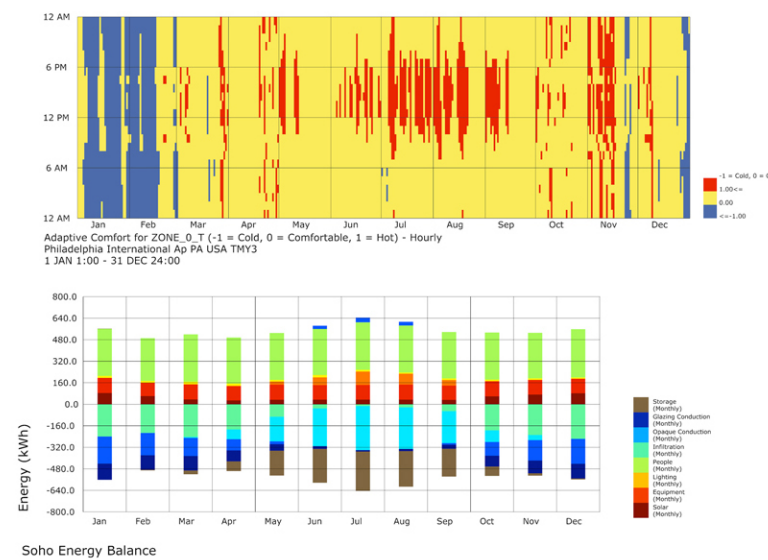 12 AM
6 PM
12 PM
6 AM
12 AM
Jan Feb Mar Apr May Jun Jul Aug Sep Oct Nov Dec
-1 = Cold, 0 =
1.00<=
0.00
<=-1.00
Adaptive Comfort for ZONE_0_T (-1 = Cold, 0 = Comfortable, 1 = Hot) - Hourly
Philadelphia International Ap PA USA TMY3
1 JAN 1:00 - 31 DEC 24:00
Energy (kWh)
800.0
480.0
320.0
160.0
0.0
-160.0
-320.0
-480.0
-640.0
-800.0
Jan Feb Mar Apr May Jun Jul Aug Sep Oct Nov Dec
Storage
(Monthly)
Glazing Conduction
(Monthly)
Opaque Conduction
(Monthly)
Infiltration
(Monthly)
People
(Monthly)
Lighting
(Monthly)
Equipment
(Monthly)
Solar
(Monthly)
Soho Energy Balance